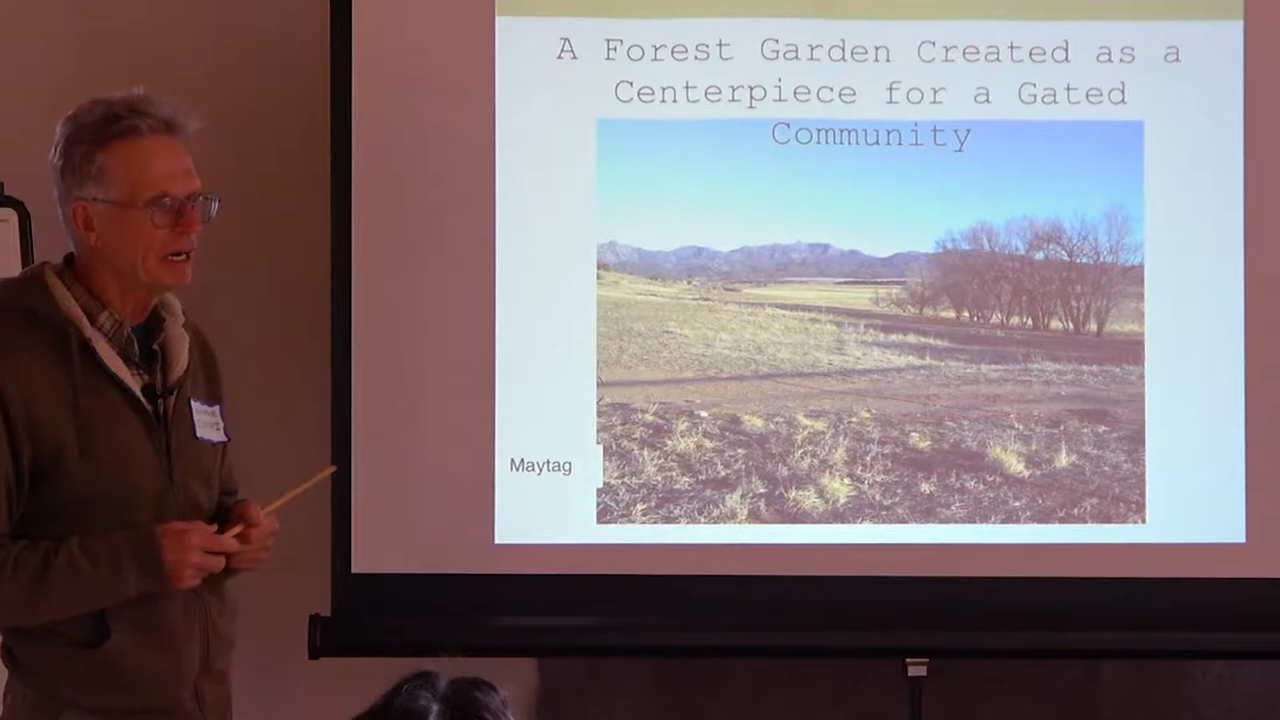 A Forest Garden Created as a
Centerpiece for a Gated
Community
Maytag